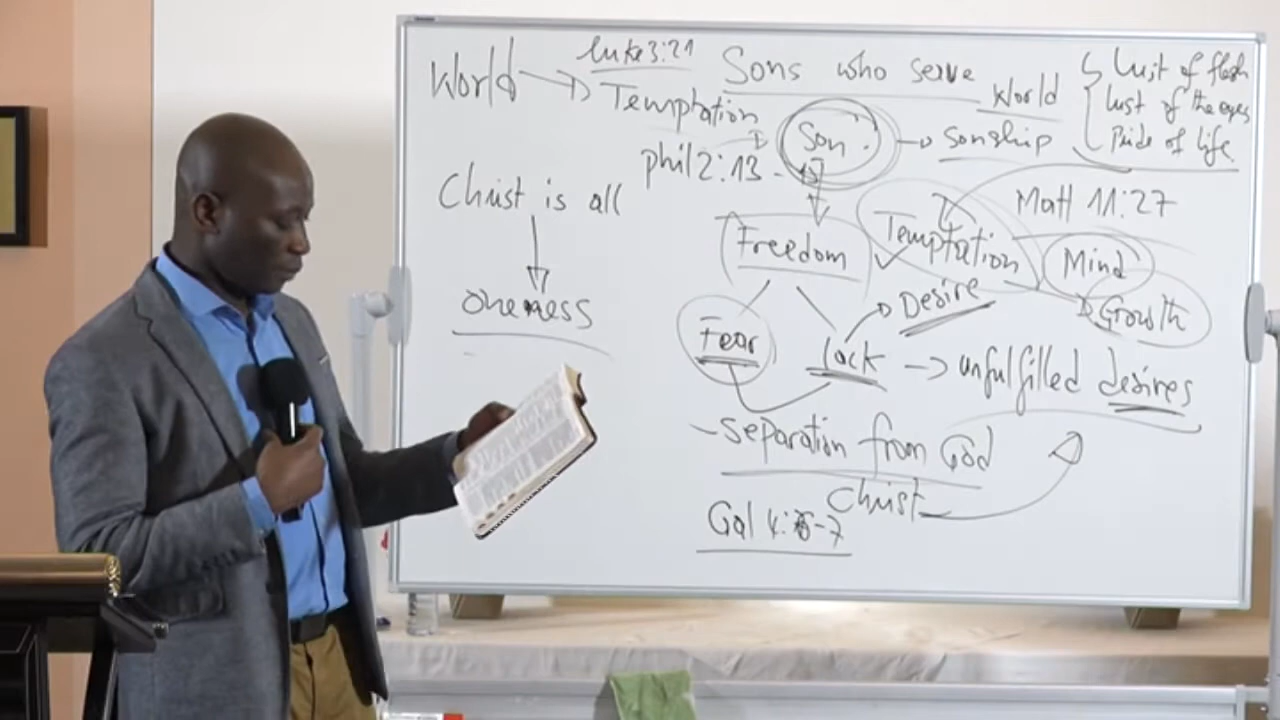 World → Temptation
luke 3:21
Christ is all
oneness
Sons who serve
World
Lust of flesh
lust of the eyes
Pride of life
Son
→ Sonship
phil 2:13 -
Matt 11:27
Freedom
Temptation
Mind
Growth
Desire
Fear
lack → unfulfilled desires
- separation from God
Christ
Gal 4: -7